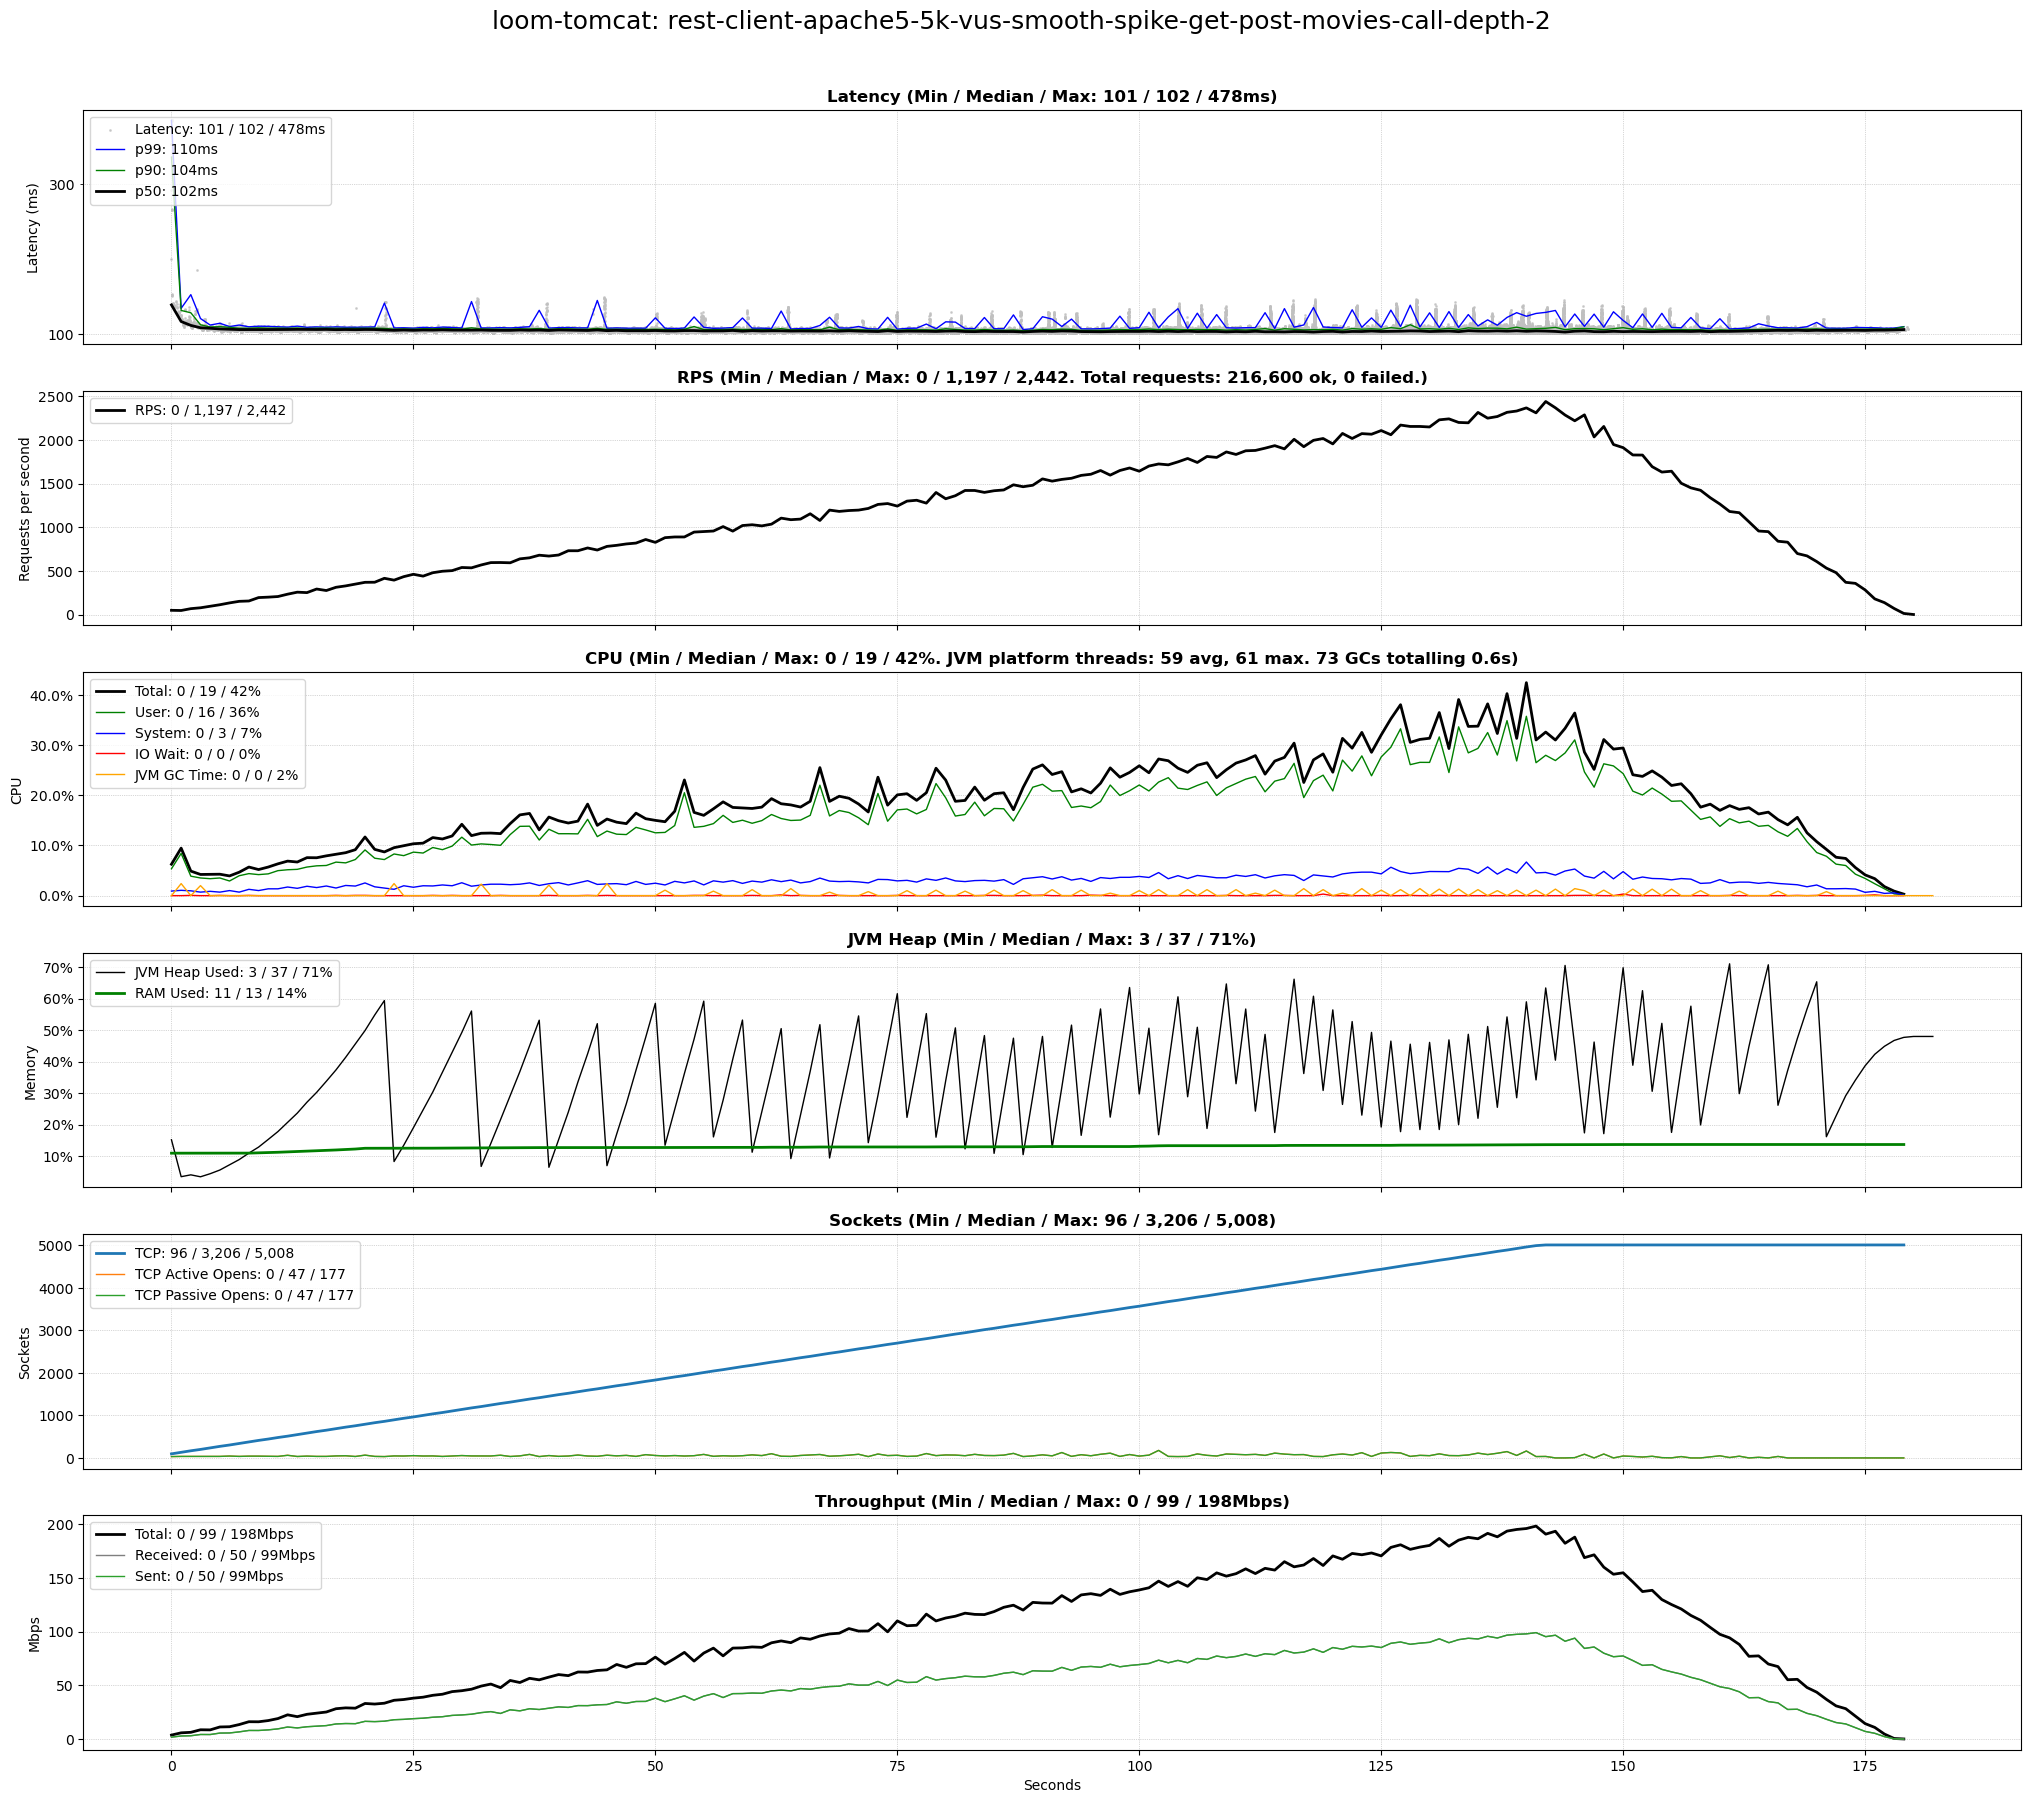 loom-tomcat: rest-client-apache5-5k-vus-smooth-spike-get-post-movies-call-depth-2
Latency (Min / Median / Max: 101 / 102 / 478ms)
Latency: 101 / 102 / 478ms
p99: 110ms
p90: 104ms
p50: 102ms
Latency (ms)
300
100
RPS (Min / Median / Max: 0 / 1,197 / 2,442. Total requests: 216,600 ok, 0 failed.)
RPS: 0 / 1,197 / 2,442
Requests per second
2500
2000
1500
1000
500
0
CPU (Min / Median / Max: 0 / 19 / 42%. JVM platform threads: 59 avg, 61 max. 73 GCs totalling 0.6s)
Total: 0 / 19 / 42%
User: 0 / 16 / 36%
System: 0 / 3 / 7%
IO Wait: 0 / 0 / 0%
JVM GC Time: 0 / 0 / 2%
CPU
40.0%
30.0%
20.0%
10.0%
0.0%
JVM Heap (Min / Median / Max: 3 / 37 / 71%)
JVM Heap Used: 3 / 37 / 71%
RAM Used: 11 / 13 / 14%
Memory
70%
60%
50%
40%
30%
20%
10%
Sockets (Min / Median / Max: 96 / 3,206 / 5,008)
TCP: 96 / 3,206 / 5,008
TCP Active Opens: 0 / 47 / 177
TCP Passive Opens: 0 / 47 / 177
Sockets
5000
4000
3000
2000
1000
0
Throughput (Min / Median / Max: 0 / 99 / 198Mbps)
Total: 0 / 99 / 198Mbps
Received: 0 / 50 / 99Mbps
Sent: 0 / 50 / 99Mbps
Mbps
200
150
100
50
0
0 25 50 75 100 125 150 175
Seconds